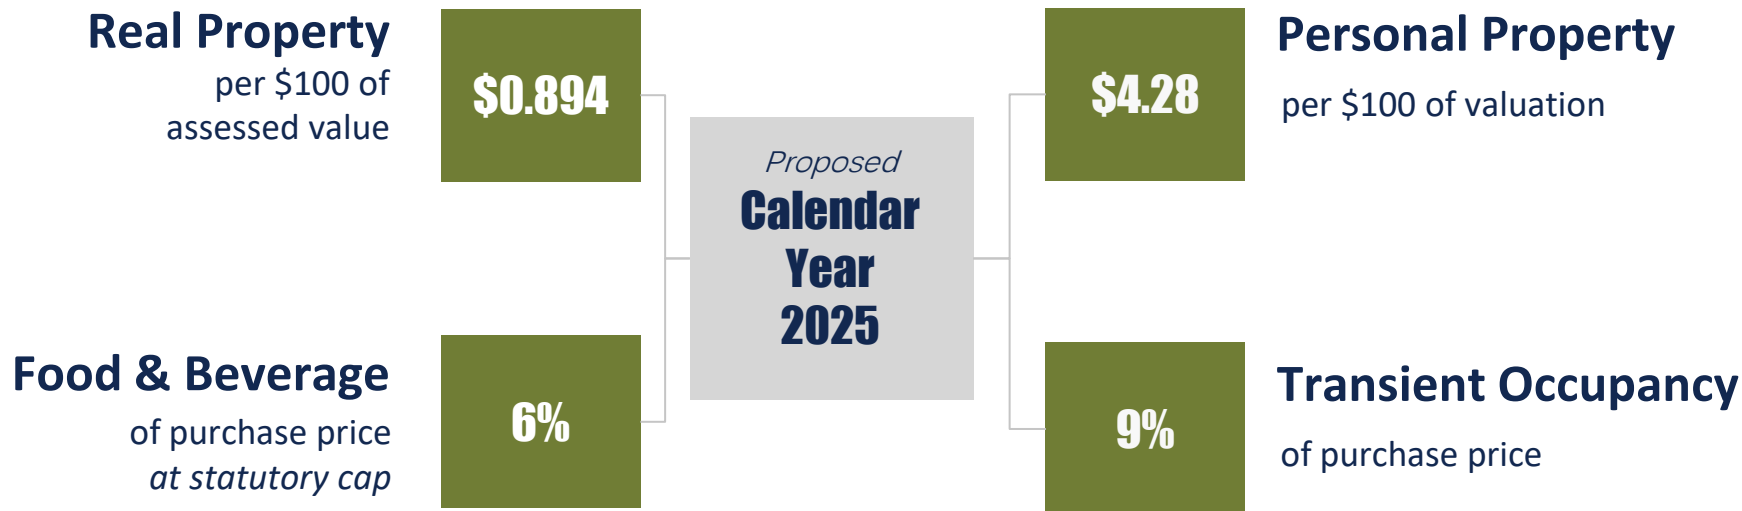 Real Property
per $100 of
assessed value
$0.894
Food & Beverage
of purchase price
at statutory cap
6%
Proposed
Calendar
Year
2025
$4.28
Personal Property
per $100 of valuation
9%
Transient Occupancy
of purchase price